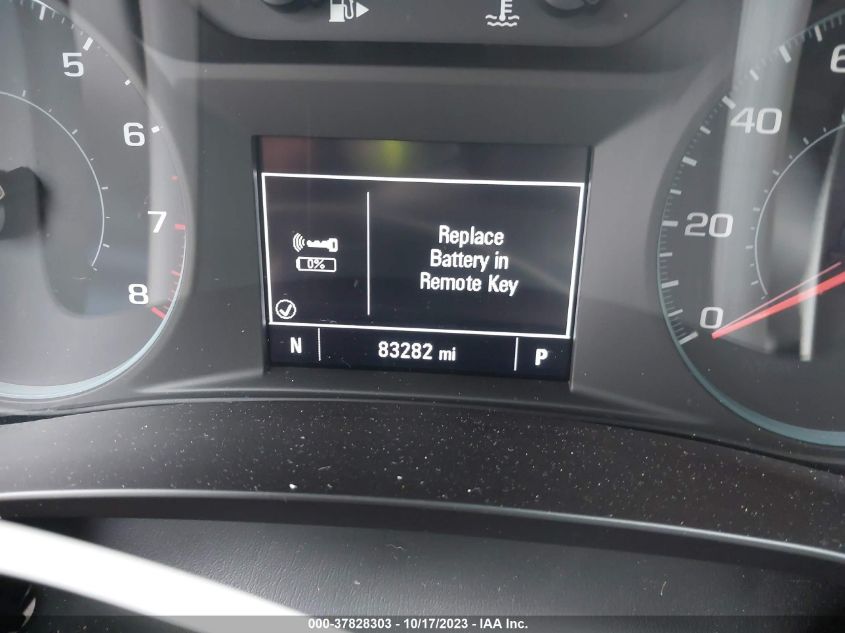 5
6
7
8
60
40
20
0
0%
Replace
Battery in
Remote Key
N
83282 mi
P
000-37828303 - 10/17/2023 - IAA Inc.